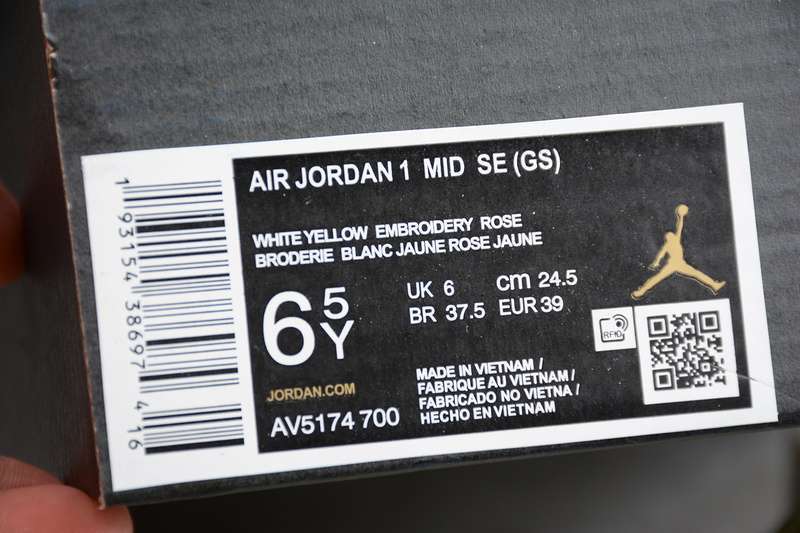 AIR JORDAN 1 MID SE (GS)
WHITE YELLOW EMBROIDERY ROSE
BRODERIE BLANC JAUNE ROSE JAUNE
6 5 Y
UK 6 cm 24.5
BR 37.5 EUR 39
RFID
JORDAN.COM
AV5174 700
MADE IN VIETNAM /
FABRIQUE AU VIETNAM /
FABRICADO NO VIETNA /
HECHO EN VIETNAM
1 93154 38697 4 16